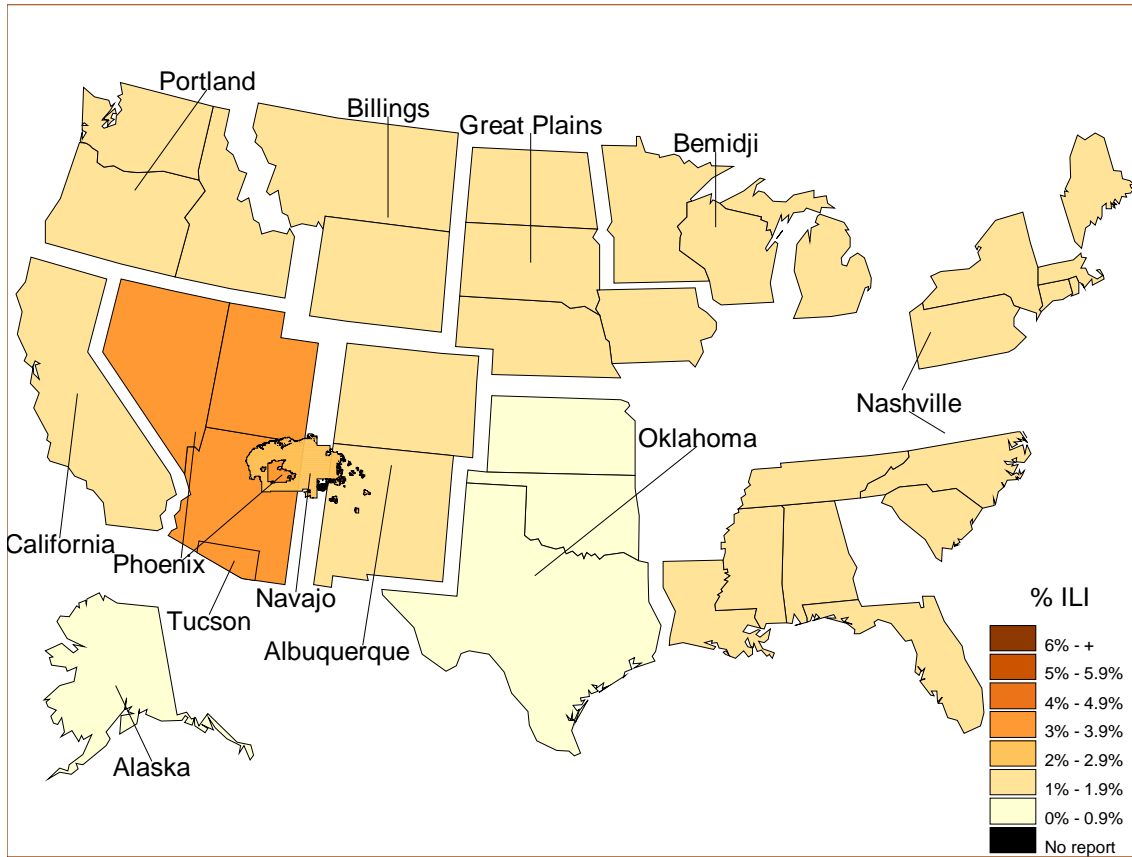 Portland
Billings
Great Plains
Bemidji
Nashville
Oklahoma
California
Phoenix
Tucson
Navajo
Albuquerque
Alaska
% ILI
6% - +
5% - 5.9%
4% - 4.9%
3% - 3.9%
2% - 2.9%
1% - 1.9%
0% - 0.9%
No report